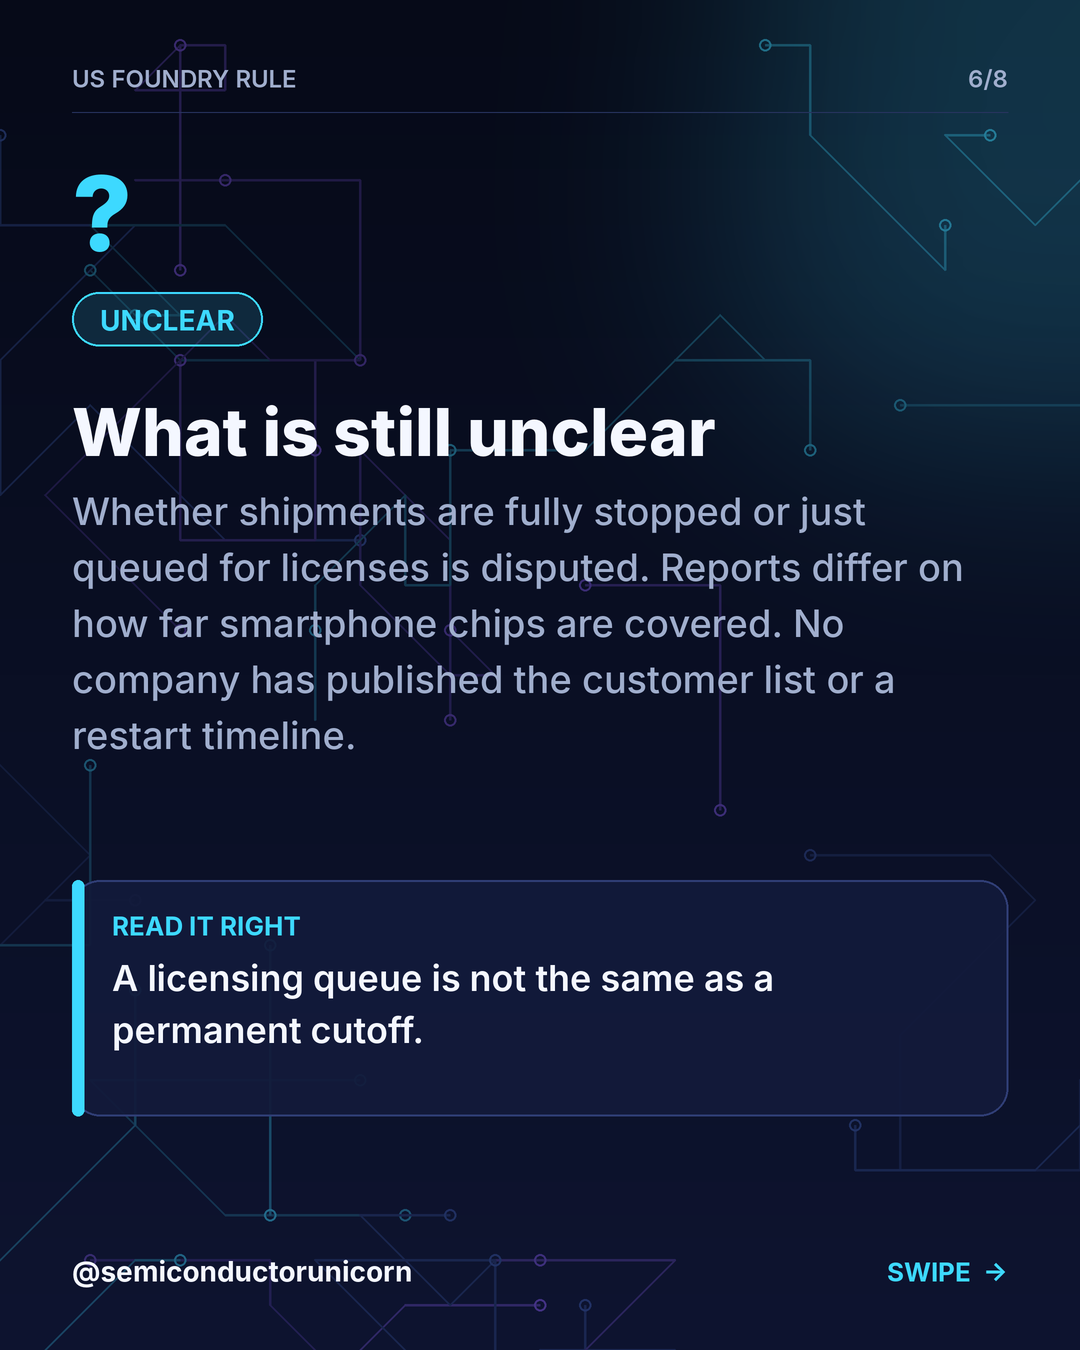 US FOUNDRY RULE
6/8
?
UNCLEAR
What is still unclear
Whether shipments are fully stopped or just
queued for licenses is disputed. Reports differ on
how far smartphone chips are covered. No
company has published the customer list or a
restart timeline.
READ IT RIGHT
A licensing queue is not the same as a
permanent cutoff.
@semiconductorunicorn
SWIPE →